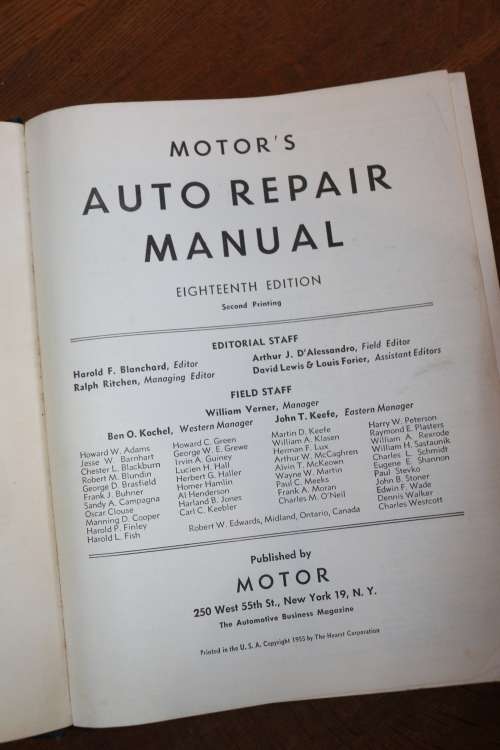 MOTOR'S
AUTO REPAIR
MANUAL
EIGHTEENTH EDITION
Second Printing
EDITORIAL STAFF
Harold F. Blanchard, Editor
Ralph Ritchen, Managing Editor
Arthur J. D'Alessandro, Field Editor
David Lewis & Louis Forier, Assistant Editors
FIELD STAFF
William Verner, Manager
Ben O. Kochel, Western Manager
John T. Keefe, Eastern Manager
Howard W. Adams
Jesse W. Barnhart
Chester L. Blackburn
Robert M. Blundin
George D. Brasfield
Frank J. Buhner
Sandy A. Campagna
Oscar Clouse
Manning D. Cooper
Harold P. Finley
Harold L. Fish
Howard C. Green
George W. E. Grewe
Irvin A. Guiney
Lucien H. Hall
Herbert G. Haller
Homer Hamlin
Al Henderson
Harland B. Jones
Carl C. Keebler
Martin D. Keefe
William A. Klasen
Herman F. Lux
Arthur W. McCaghren
Alvin T. McKeown
Wayne W. Martin
Paul C. Meeks
Frank A. Moran
Charles M. O'Neil
Harry W. Peterson
Raymond E. Plasters
William A. Rexrode
William H. Sastaunik
Charles L. Schmidt
Eugene E. Shannon
Paul Stevko
John B. Stoner
Edwin F. Wade
Dennis Walker
Charles Westcott
Robert W. Edwards, Midland, Ontario, Canada
Published by
MOTOR
250 West 55th St., New York 19, N. Y.
The Automotive Business Magazine
Printed in the U. S. A. Copyright 1955 by The Hearst Corporation